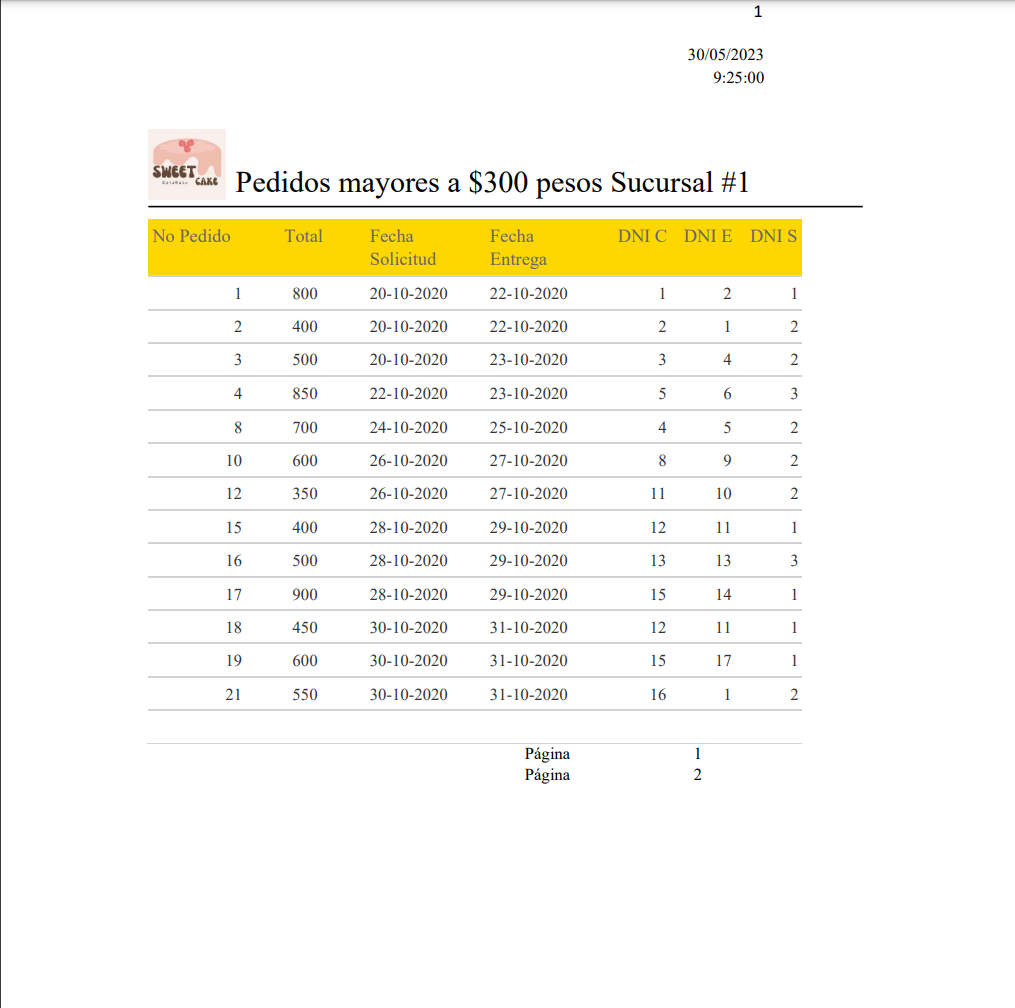 1
30/05/2023
9:25:00
SWEET
CAKE
Pedidos mayores a $300 pesos Sucursal #1
No Pedido Total Fecha Solicitud Fecha Entrega DNI C DNI E DNI S
1 800 20-10-2020 22-10-2020 1 2 1
2 400 20-10-2020 22-10-2020 2 1 2
3 500 20-10-2020 23-10-2020 3 4 2
4 850 22-10-2020 23-10-2020 5 6 3
8 700 24-10-2020 25-10-2020 4 5 2
10 600 26-10-2020 27-10-2020 8 9 2
12 350 26-10-2020 27-10-2020 11 10 2
15 400 28-10-2020 29-10-2020 12 11 1
16 500 28-10-2020 29-10-2020 13 13 3
17 900 28-10-2020 29-10-2020 15 14 1
18 450 30-10-2020 31-10-2020 12 11 1
19 600 30-10-2020 31-10-2020 15 17 1
21 550 30-10-2020 31-10-2020 16 1 2
Página 1
Página 2